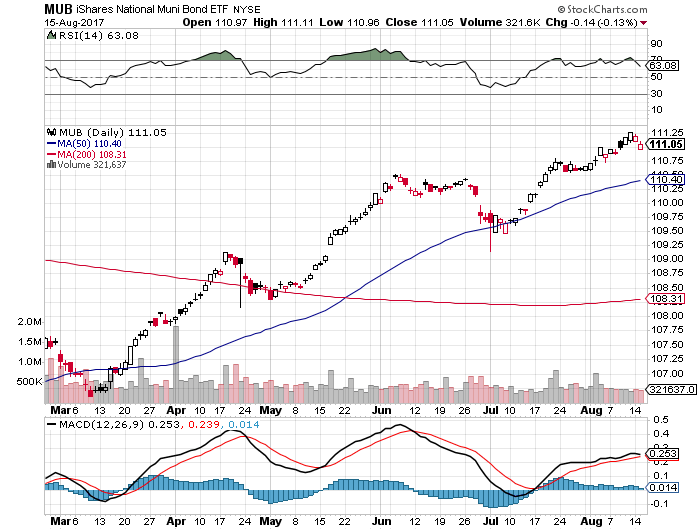 MUB iShares National Muni Bond ETF NYSE © StockCharts.com
15-Aug-2017 Open 110.97 High 111.11 Low 110.96 Close 111.05 Volume 321.6K Chg -0.14 (-0.13%)
RSI(14) 63.08
90
70
63.08
50
30
10
MUB (Daily) 111.05
MA(50) 110.40
MA(200) 108.31
Volume 321,637
111.25
111.05
110.75
110.40
110.25
110.00
109.75
109.50
109.25
109.00
108.75
108.50
108.31
108.00
107.75
107.50
107.25
107.00
321637.0
2.0M
1.5M
1.0M
500K
Mar 6 13 20 27 Apr 10 17 24 May 8 15 22 Jun 12 19 26 Jul 10 17 24 Aug 7 14
MACD(12,26,9) 0.253, 0.239, 0.014
0.5
0.4
0.3
0.253
0.1
0.014
-0.1
-0.2
Mar 6 13 20 27 Apr 10 17 24 May 8 15 22 Jun 12 19 26 Jul 10 17 24 Aug 7 14